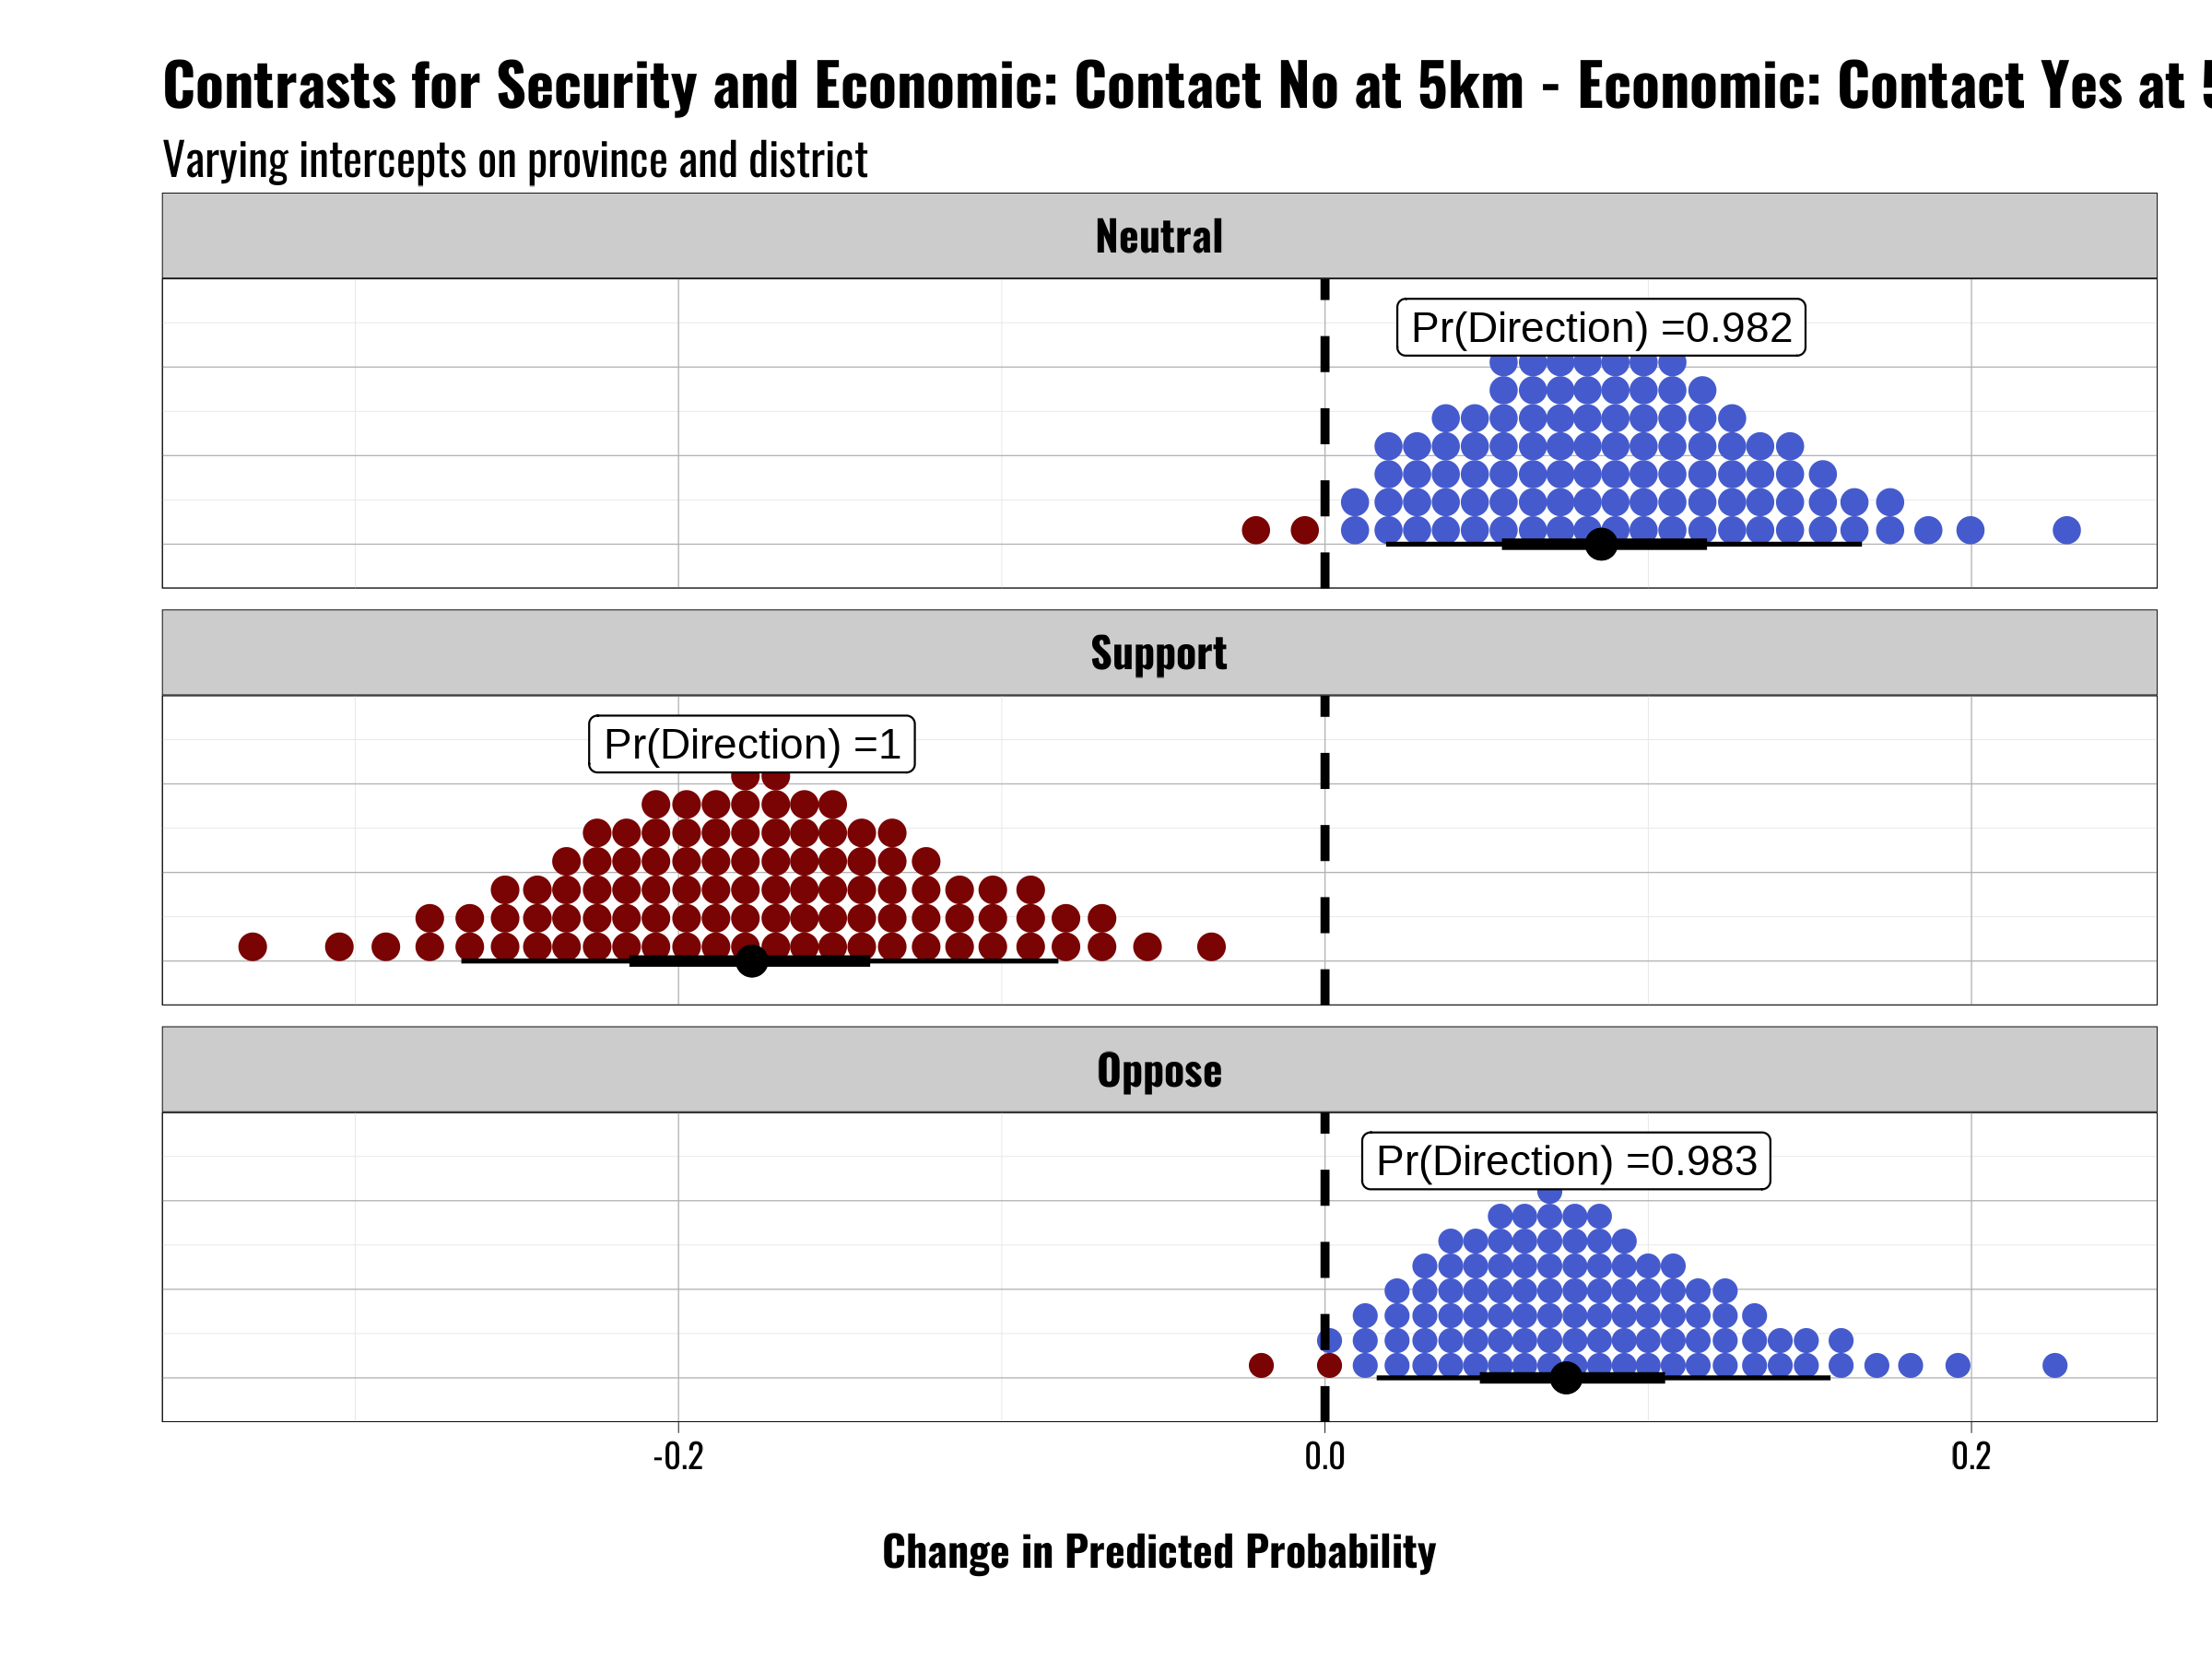 Contrasts for Security and Economic: Contact No at 5km - Economic: Contact Yes at
Varying intercepts on province and district
Neutral
Pr(Direction) =0.982
Support
Pr(Direction) =1
Oppose
Pr(Direction) =0.983
-0.2 0.0 0.2
Change in Predicted Probability